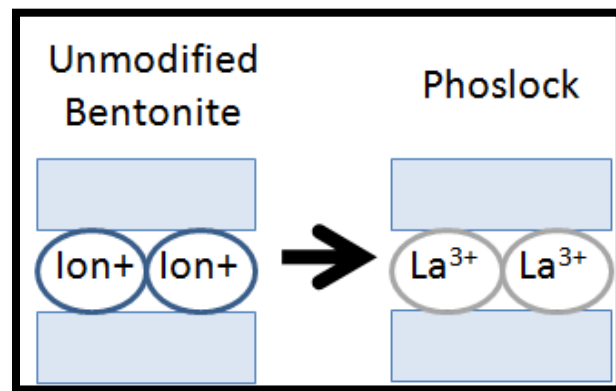 Unmodified
Bentonite
Phoslock
Ion+ Ion+
La³⁺ La³⁺